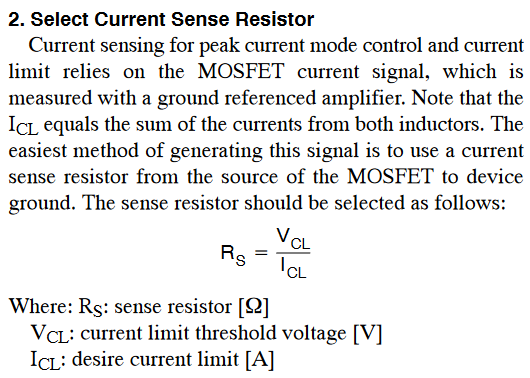 2. Select Current Sense Resistor
Current sensing for peak current mode control and current
limit relies on the MOSFET current signal, which is
measured with a ground referenced amplifier. Note that the
ICL equals the sum of the currents from both inductors. The
easiest method of generating this signal is to use a current
sense resistor from the source of the MOSFET to device
ground. The sense resistor should be selected as follows:
RS = VCL / ICL
Where: RS: sense resistor [Ω]
VCL: current limit threshold voltage [V]
ICL: desire current limit [A]